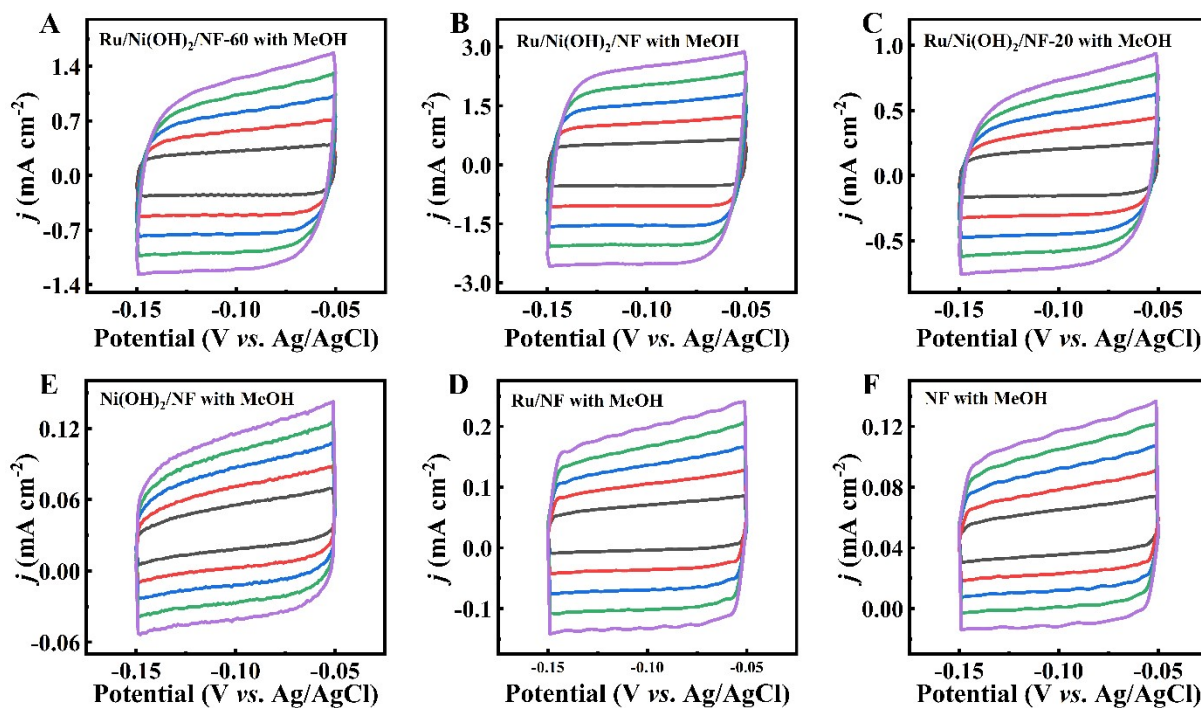 A
Ru/Ni(OH)₂/NF-60 with MeOH
j (mA cm⁻²)
1.4
0.7
0.0
-0.7
-1.4
-0.15
-0.10
-0.05
Potential (V vs. Ag/AgCl)
B
Ru/Ni(OH)₂/NF with MeOH
j (mA cm⁻²)
3.0
1.5
0.0
-1.5
-3.0
-0.15
-0.10
-0.05
Potential (V vs. Ag/AgCl)
C
Ru/Ni(OH)₂/NF-20 with MeOH
j (mA cm⁻²)
1.0
0.5
0.0
-0.5
-0.15
-0.10
-0.05
Potential (V vs. Ag/AgCl)
E
Ni(OH)₂/NF with MeOH
j (mA cm⁻²)
0.12
0.06
0.00
-0.06
-0.15
-0.10
-0.05
Potential (V vs. Ag/AgCl)
D
Ru/NF with MeOH
j (mA cm⁻²)
0.2
0.1
0.0
-0.1
-0.15
-0.10
-0.05
Potential (V vs. Ag/AgCl)
F
NF with MeOH
j (mA cm⁻²)
0.12
0.08
0.04
0.00
-0.15
-0.10
-0.05
Potential (V vs. Ag/AgCl)